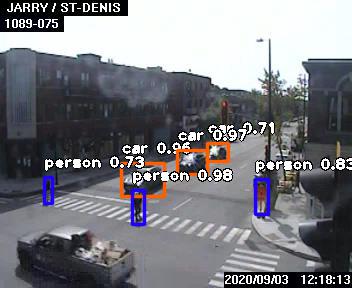 JARRY / ST-DENIS
1089-075
car 0.71
car 0.97
car 0.96
person 0.73
person 0.83
person 0.98
2020/09/03 12:18:13